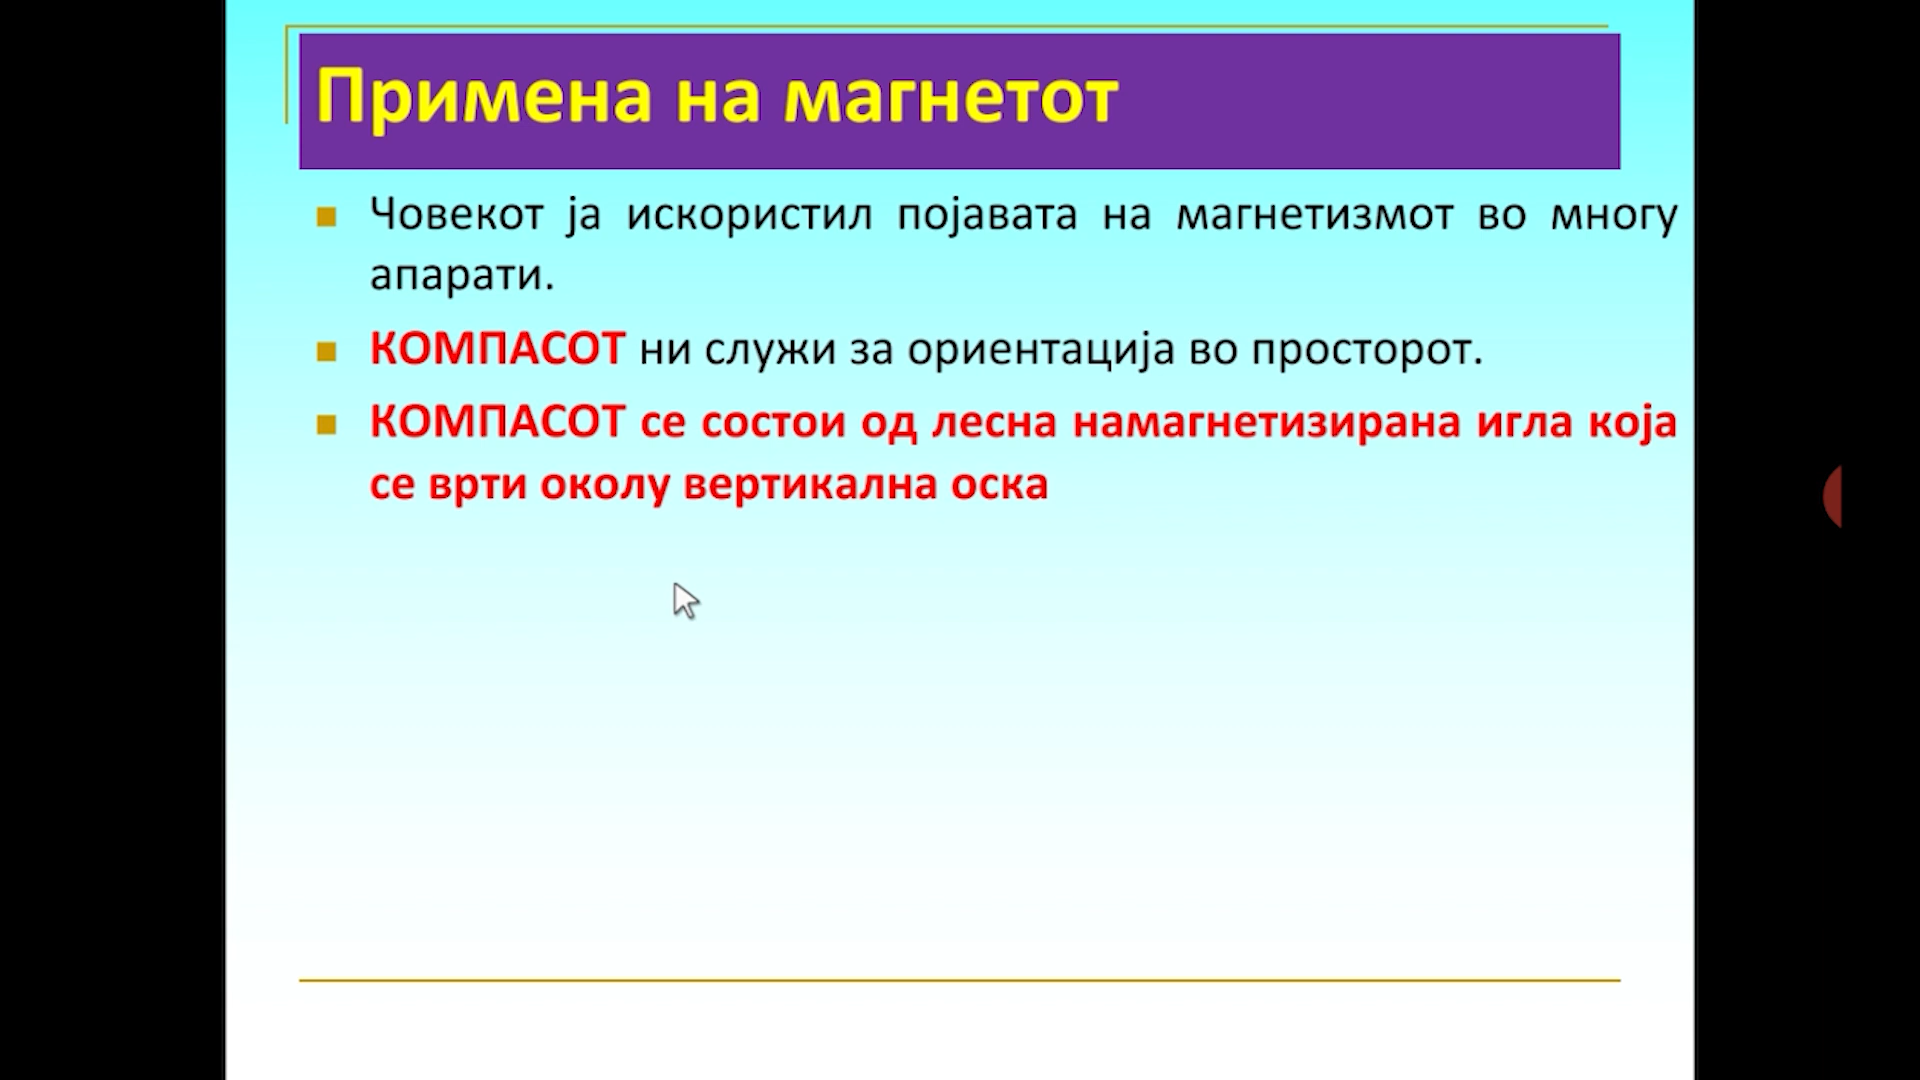 Примена на магнетот
Човекот ја искористил појавата на магнетизмот во многу
апарати.
КОМПАСОТ ни служи за ориентација во просторот.
КОМПАСОТ се состои од лесна намагнетизирана игла која
се врти околу вертикална оска